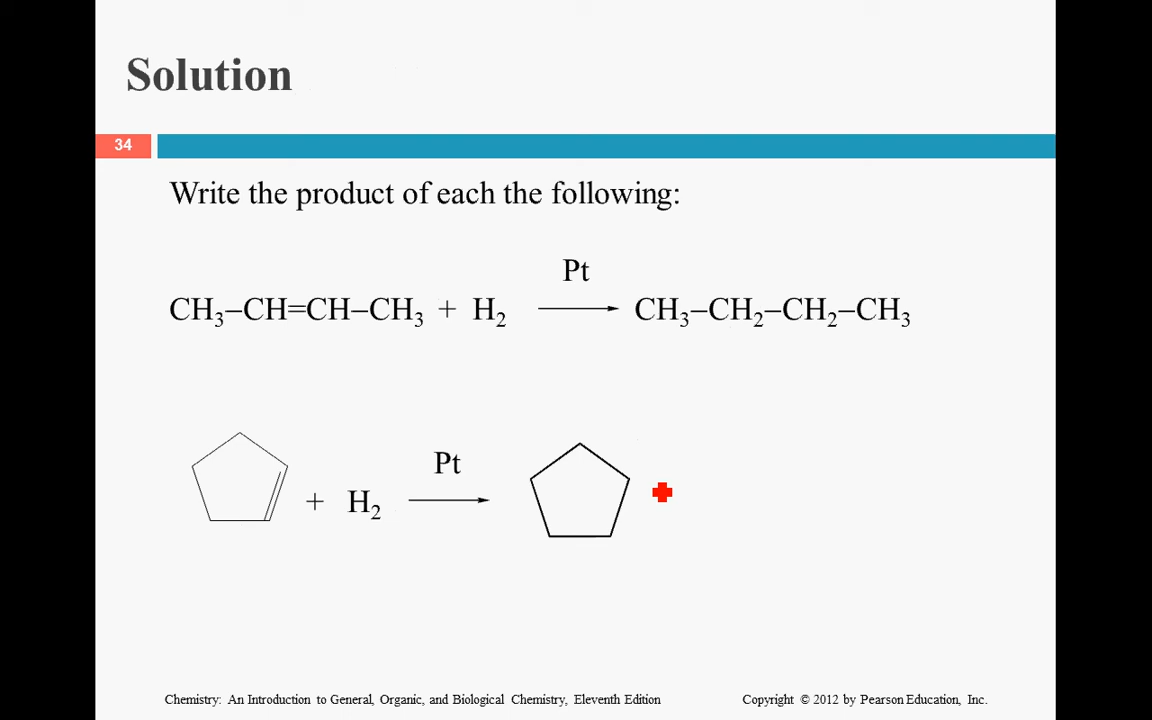 Solution
34
Write the product of each the following:
Pt
CH₃−CH=CH−CH₃ + H₂ → CH₃−CH₂−CH₂−CH₃
Pt
+ H₂ →
Chemistry: An Introduction to General, Organic, and Biological Chemistry, Eleventh Edition
Copyright © 2012 by Pearson Education, Inc.